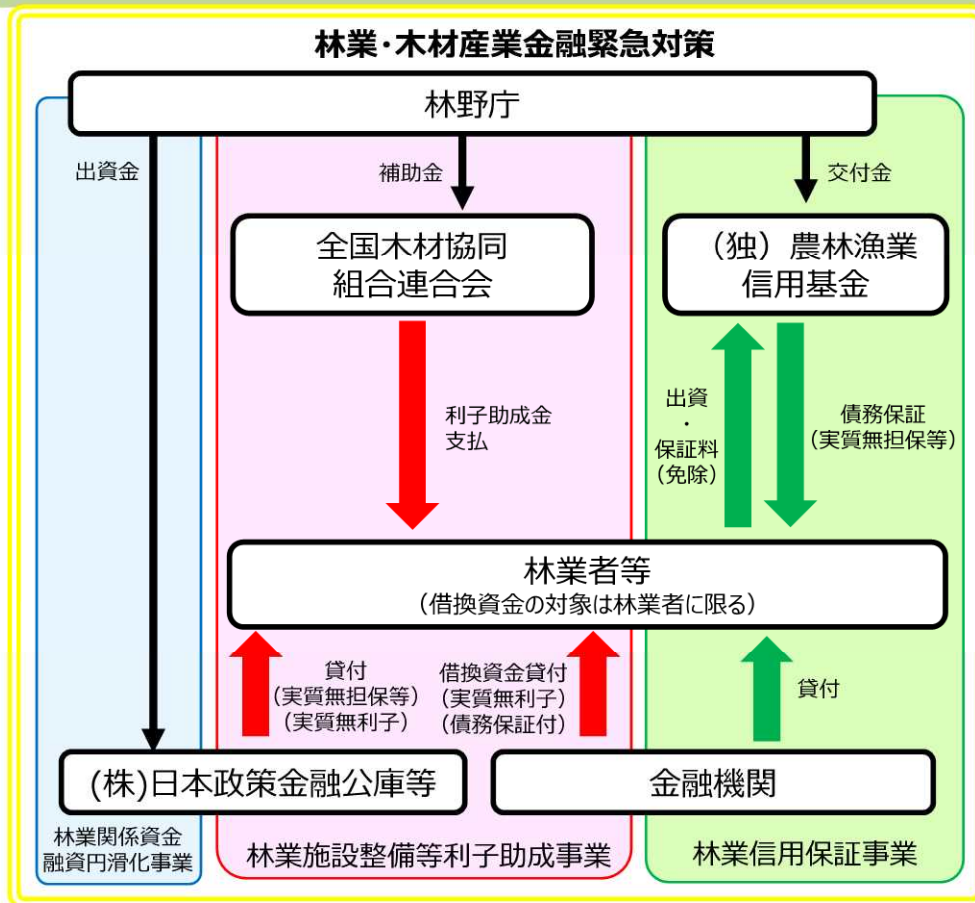 林業・木材産業金融緊急対策
林野庁
出資金
補助金
交付金
全国木材協同
組合連合会
（独）農林漁業
信用基金
利子助成金
支払
出資
・
保証料
（免除）
債務保証
（実質無担保等）
林業者等
（借換資金の対象は林業者に限る）
貸付
（実質無担保等）
（実質無利子）
借換資金貸付
（実質無利子）
（債務保証付）
貸付
(株)日本政策金融公庫等
金融機関
林業関係資金
融資円滑化事業
林業施設整備等利子助成事業
林業信用保証事業